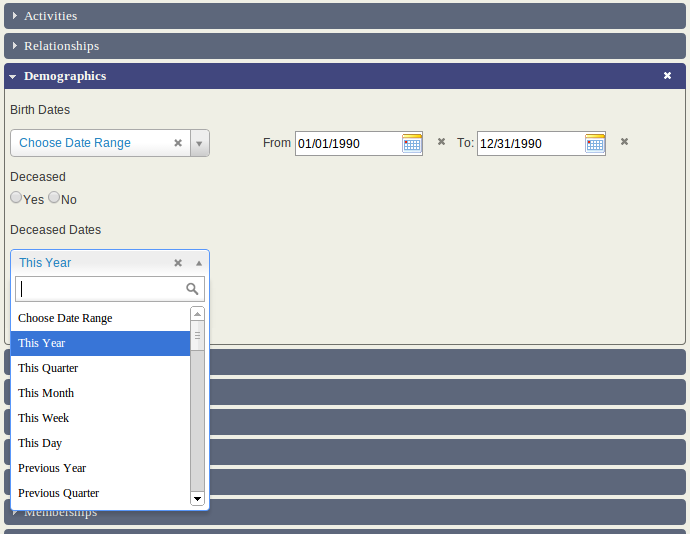 Activities
Relationships
Demographics
Birth Dates
Choose Date Range From 01/01/1990 To: 12/31/1990
Deceased
Yes No
Deceased Dates
This Year
Choose Date Range
This Year
This Quarter
This Month
This Week
This Day
Previous Year
Previous Quarter
Memberships